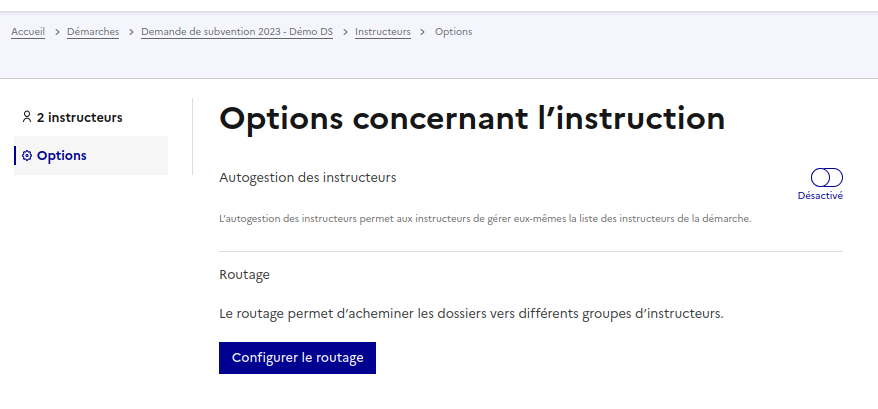 Accueil > Démarches > Demande de subvention 2023 - Démo DS > Instructeurs > Options
2 instructeurs
Options
Options concernant l’instruction
Autogestion des instructeurs
Désactivé
L’autogestion des instructeurs permet aux instructeurs de gérer eux-mêmes la liste des instructeurs de la démarche.
Routage
Le routage permet d’acheminer les dossiers vers différents groupes d’instructeurs.
Configurer le routage